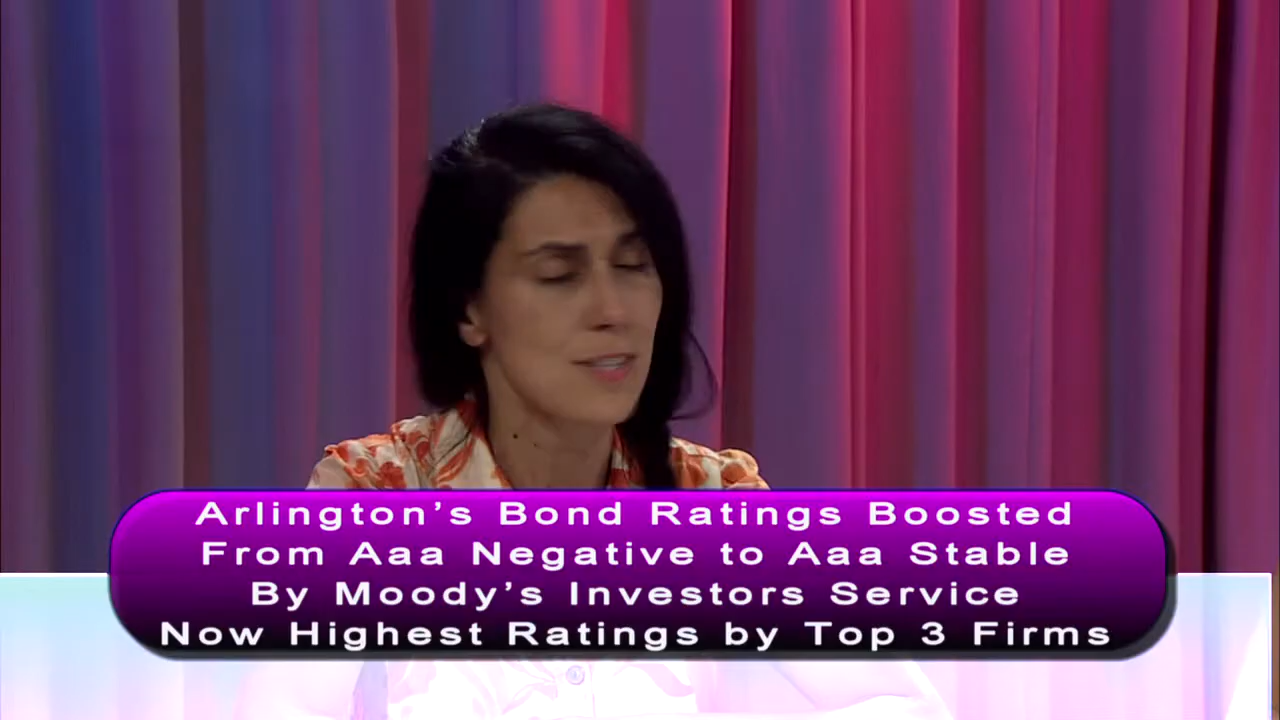 Arlington’s Bond Ratings Boosted
From Aaa Negative to Aaa Stable
By Moody’s Investors Service
Now Highest Ratings by Top 3 Firms